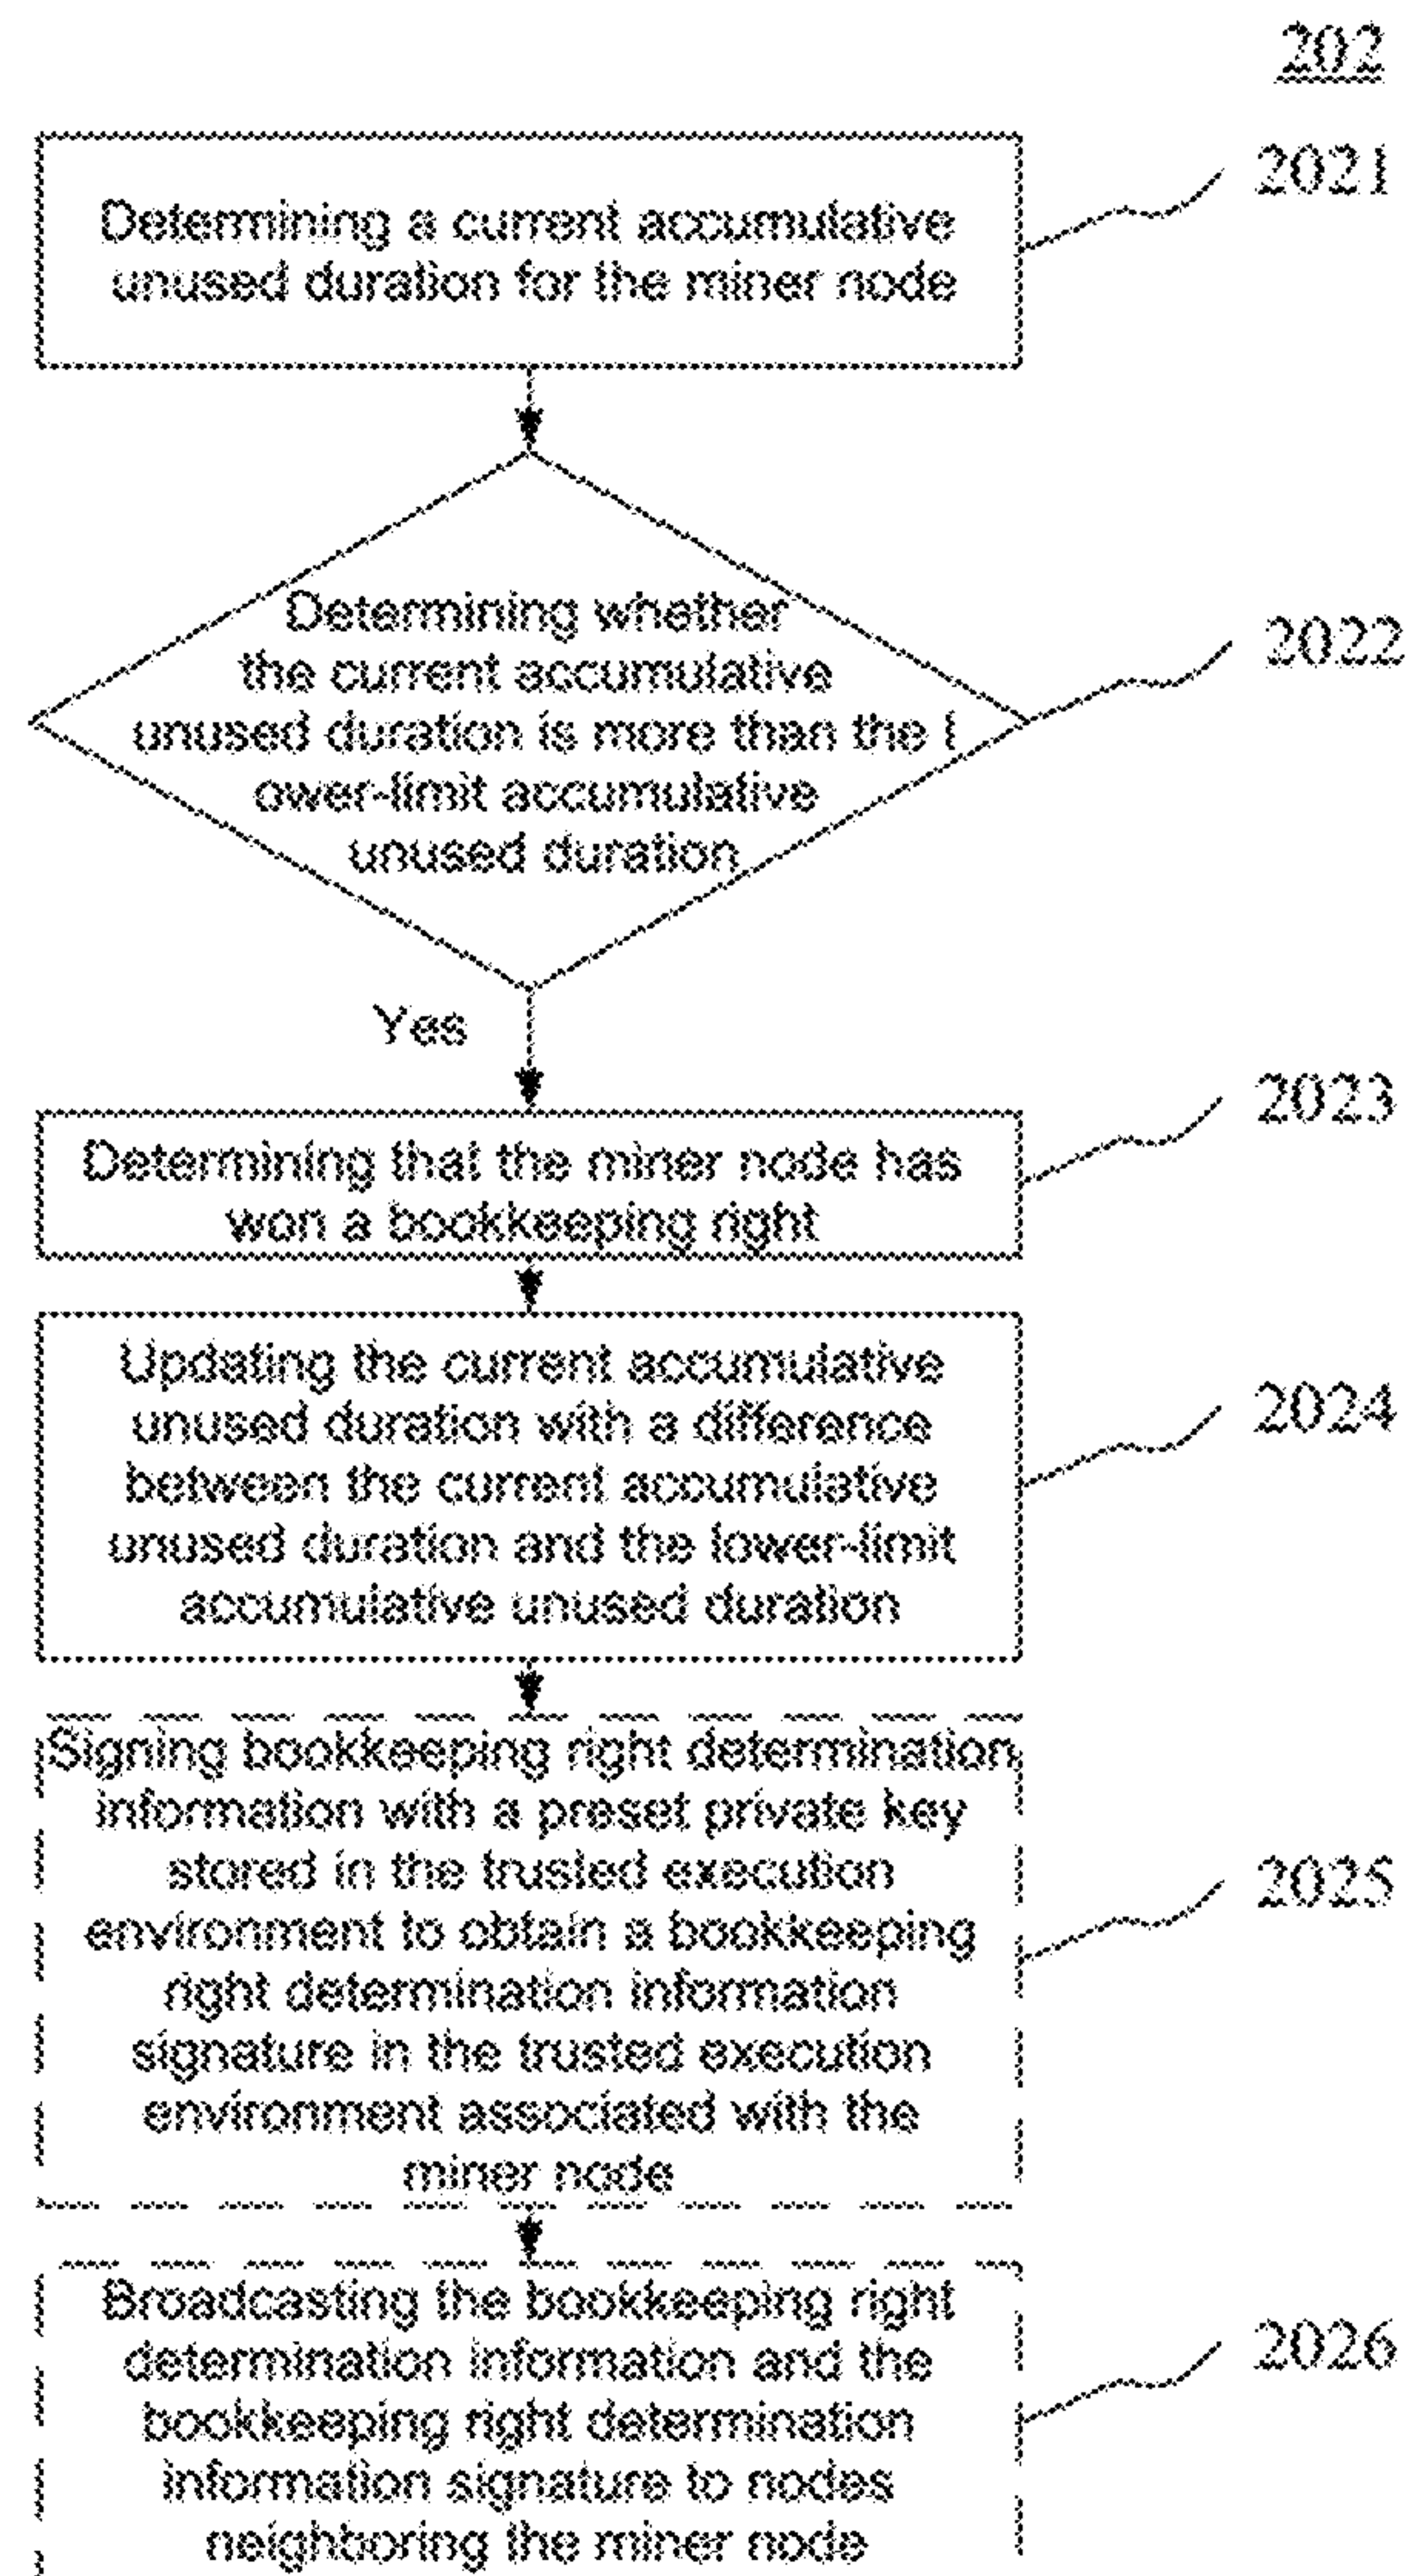 202
2021
Determining a current accumulative
unused duration for the miner node
Determining whether
the current accumulative
unused duration is more than the l
ower-limit accumulative
unused duration
2022
Yes
2023
Determining that the miner node has
won a bookkeeping right
Updating the current accumulative
unused duration with a difference
between the current accumulative
unused duration and the lower-limit
accumulative unused duration
2024
Signing bookkeeping right determination
information with a preset private key
stored in the trusted execution
environment to obtain a bookkeeping
right determination information
signature in the trusted execution
environment associated with the
miner node
2025
Broadcasting the bookkeeping right
determination information and the
bookkeeping right determination
information signature to nodes
neighboring the miner node
2026